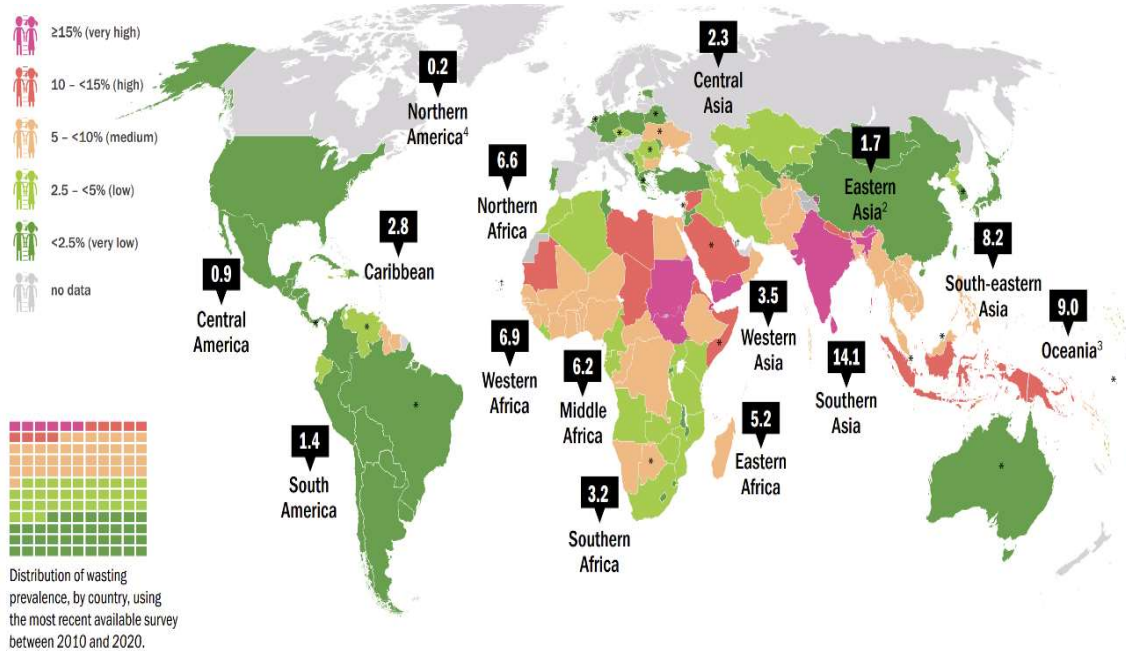 ≥15% (very high)
10 – <15% (high)
5 – <10% (medium)
2.5 – <5% (low)
<2.5% (very low)
no data
0.2
Northern
America⁴
2.3
Central
Asia
6.6
Northern
Africa
1.7
Eastern
Asia²
2.8
Caribbean
8.2
South-eastern
Asia
0.9
Central
America
9.0
Oceania³
6.9
Western
Africa
6.2
Middle
Africa
3.5
Western
Asia
14.1
Southern
Asia
1.4
South
America
5.2
Eastern
Africa
3.2
Southern
Africa
Distribution of wasting
prevalence, by country, using
the most recent available survey
between 2010 and 2020.